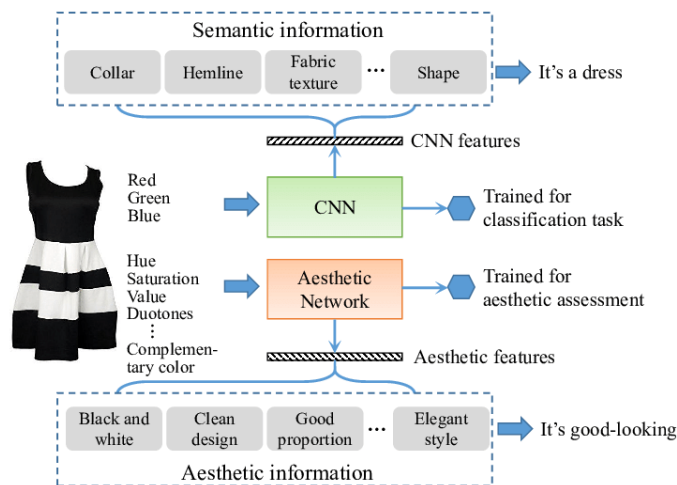 Semantic information
Collar
Hemline
Fabric
texture
...
Shape
It's a dress
CNN features
Red
Green
Blue
CNN
Trained for
classification task
Hue
Saturation
Value
Duotones
⋮
Complemen-
tary color
Aesthetic
Network
Trained for
aesthetic assessment
Aesthetic features
Black and
white
Clean
design
Good
proportion
...
Elegant
style
It's good-looking
Aesthetic information